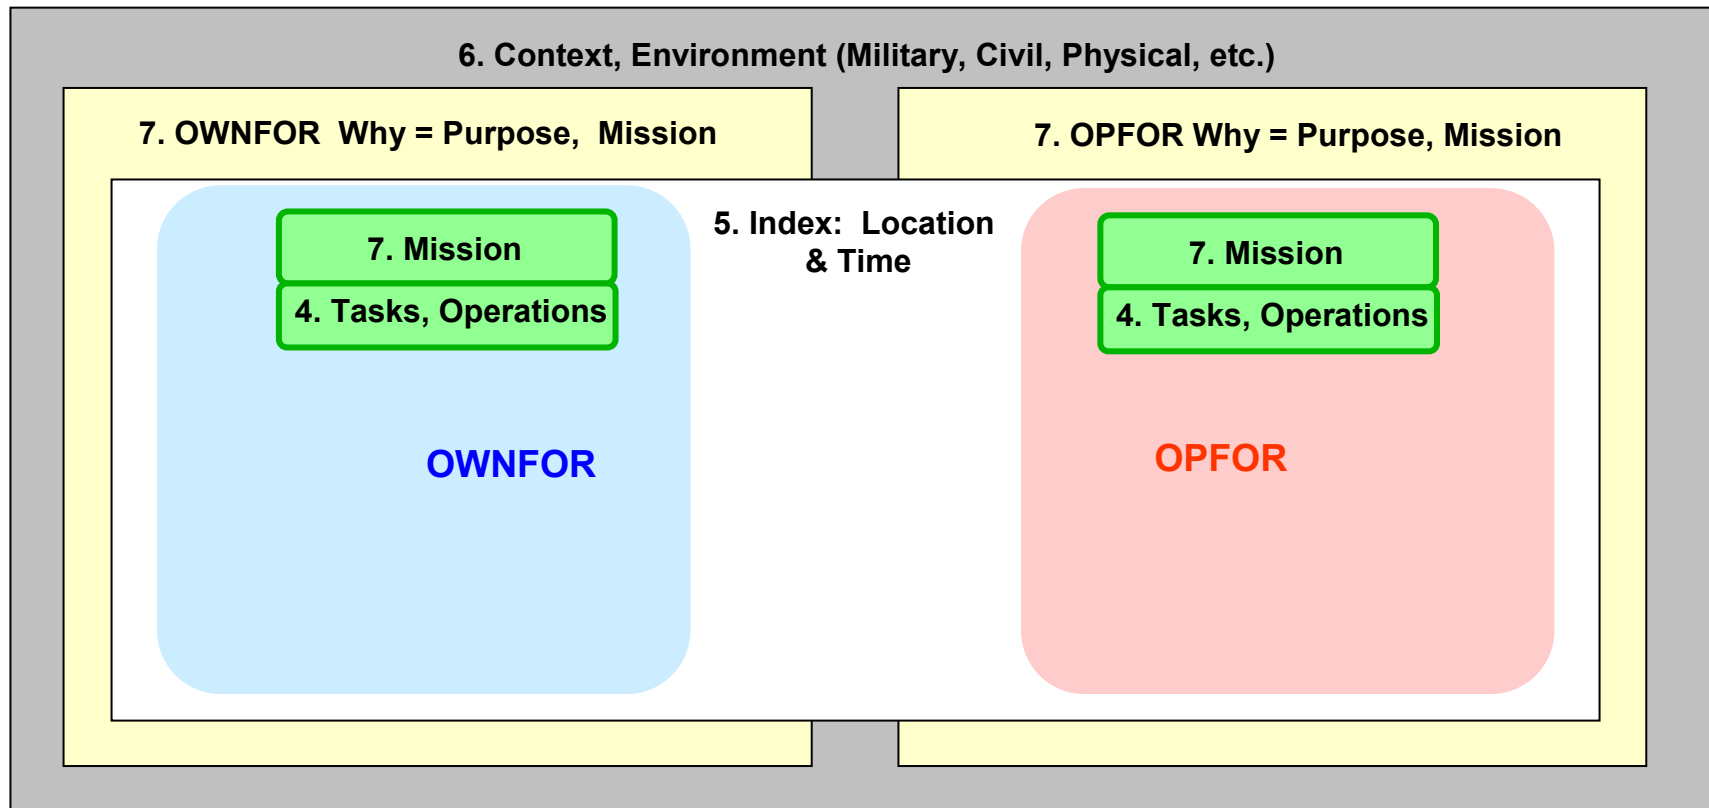 6. Context, Environment (Military, Civil, Physical, etc.)
7. OWNFOR  Why = Purpose,  Mission
7. OPFOR Why = Purpose, Mission
5. Index:  Location
& Time
7. Mission
4. Tasks, Operations
OWNFOR
7. Mission
4. Tasks, Operations
OPFOR